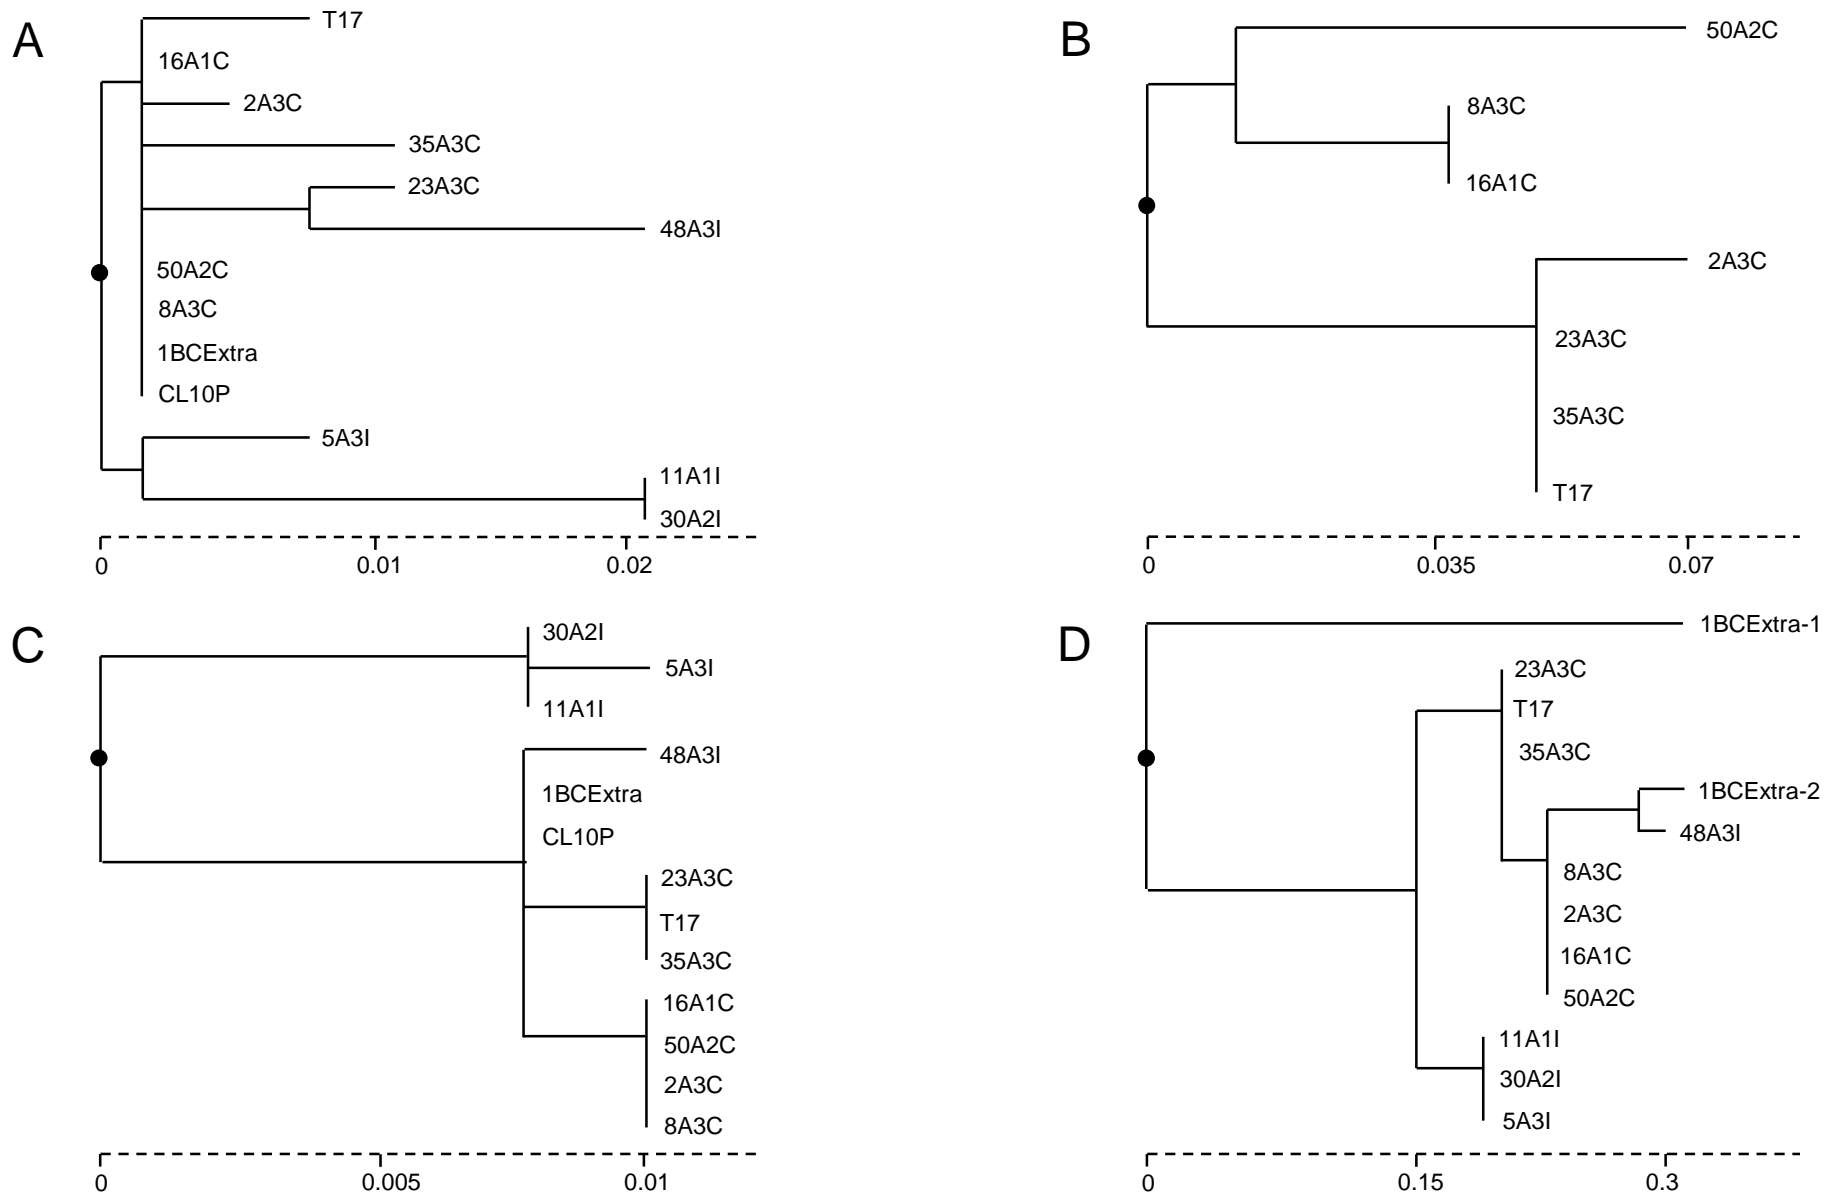 A
T17
16A1C
2A3C
35A3C
23A3C
48A3I
50A2C
8A3C
1BCExtra
CL10P
5A3I
11A1I
30A2I
0 0.01 0.02
B
50A2C
8A3C
16A1C
2A3C
23A3C
35A3C
T17
0 0.035 0.07
C
30A2I
5A3I
11A1I
48A3I
1BCExtra
CL10P
23A3C
T17
35A3C
16A1C
50A2C
2A3C
8A3C
0 0.005 0.01
D
1BCExtra-1
23A3C
T17
35A3C
1BCExtra-2
48A3I
8A3C
2A3C
16A1C
50A2C
11A1I
30A2I
5A3I
0 0.15 0.3